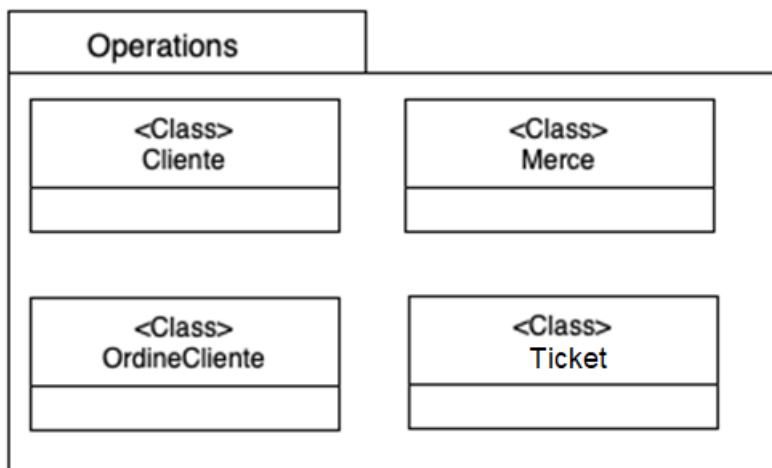 Operations
<Class>
Cliente
<Class>
Merce
<Class>
OrdineCliente
<Class>
Ticket